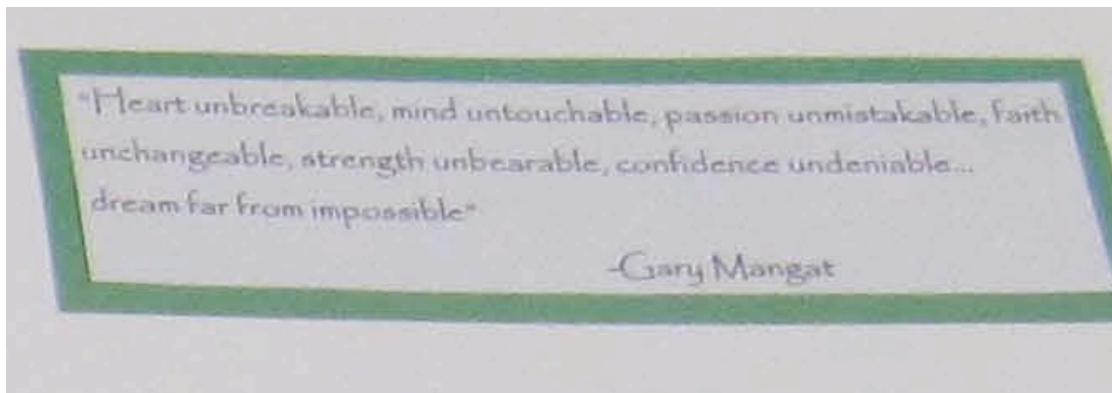 "Heart unbreakable, mind untouchable, passion unmistakable, faith
unchangeable, strength unbearable, confidence undeniable...
dream far from impossible"
-Gary Mangat